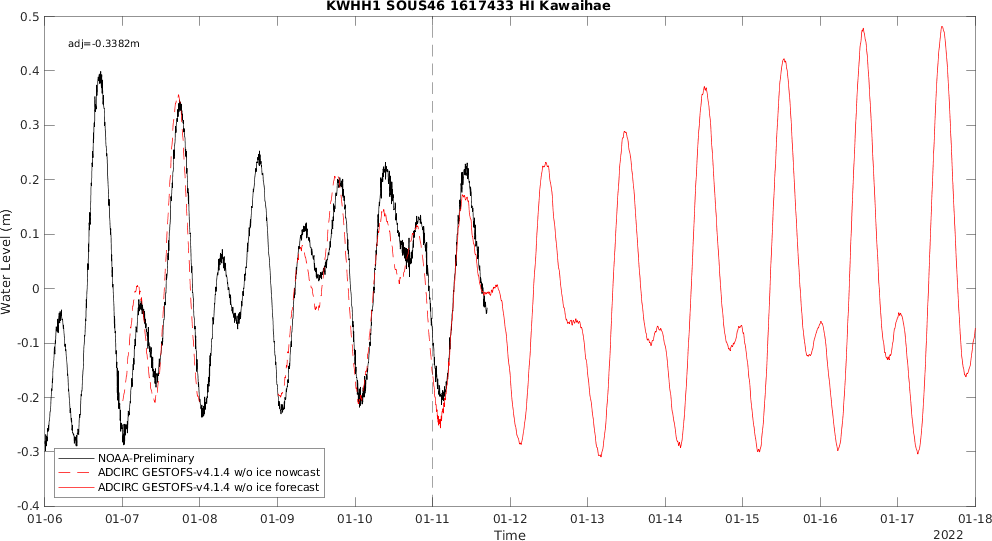 KWHH1 SOUS46 1617433 HI Kawaihae
adj=-0.3382m
0.5
0.4
0.3
0.2
0.1
0
-0.1
-0.2
-0.3
-0.4
Water Level (m)
NOAA-Preliminary
ADCIRC GESTOFS-v4.1.4 w/o ice nowcast
ADCIRC GESTOFS-v4.1.4 w/o ice forecast
01-06 01-07 01-08 01-09 01-10 01-11 01-12 01-13 01-14 01-15 01-16 01-17 01-18
Time
2022